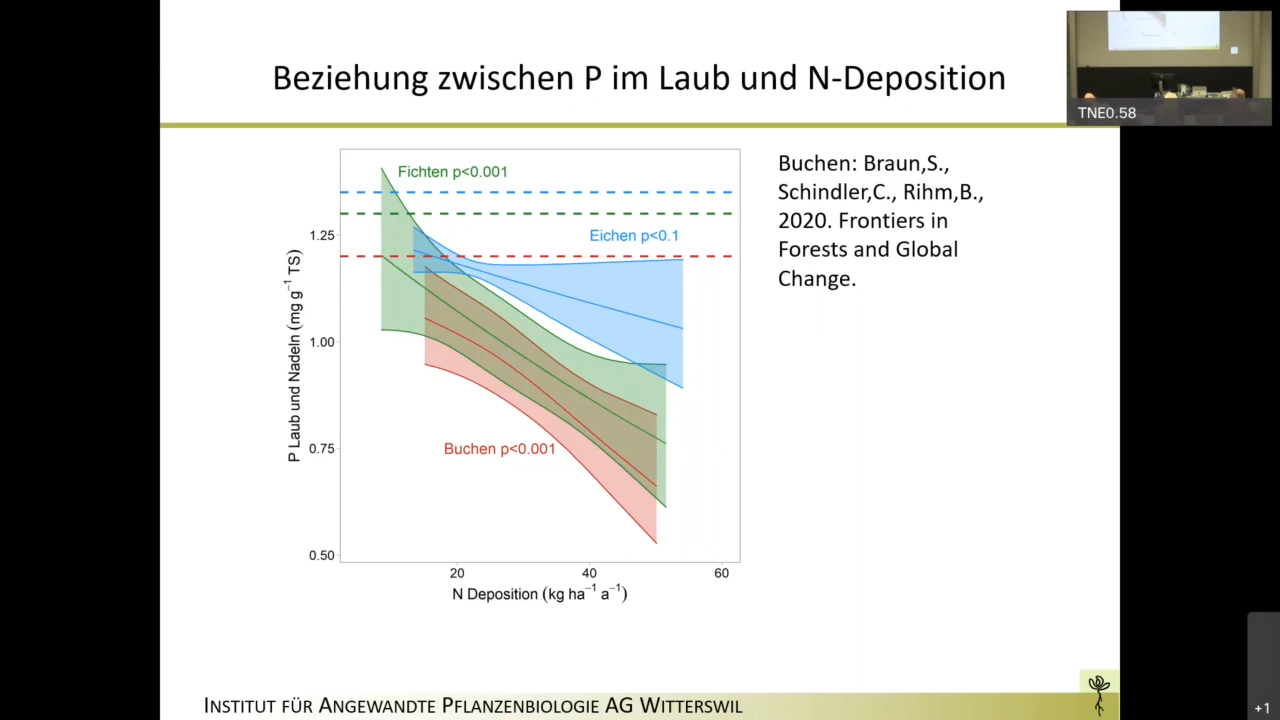 Beziehung zwischen P im Laub und N-Deposition
TNE0.58
Fichten p<0.001
Eichen p<0.1
Buchen p<0.001
P Laub und Nadeln (mg g⁻¹ TS)
1.25
1.00
0.75
0.50
20
40
60
N Deposition (kg ha⁻¹ a⁻¹)
Buchen: Braun,S.,
Schindler,C., Rihm,B.,
2020. Frontiers in
Forests and Global
Change.
INSTITUT FÜR ANGEWANDTE PFLANZENBIOLOGIE AG WITTERSWIL
+1